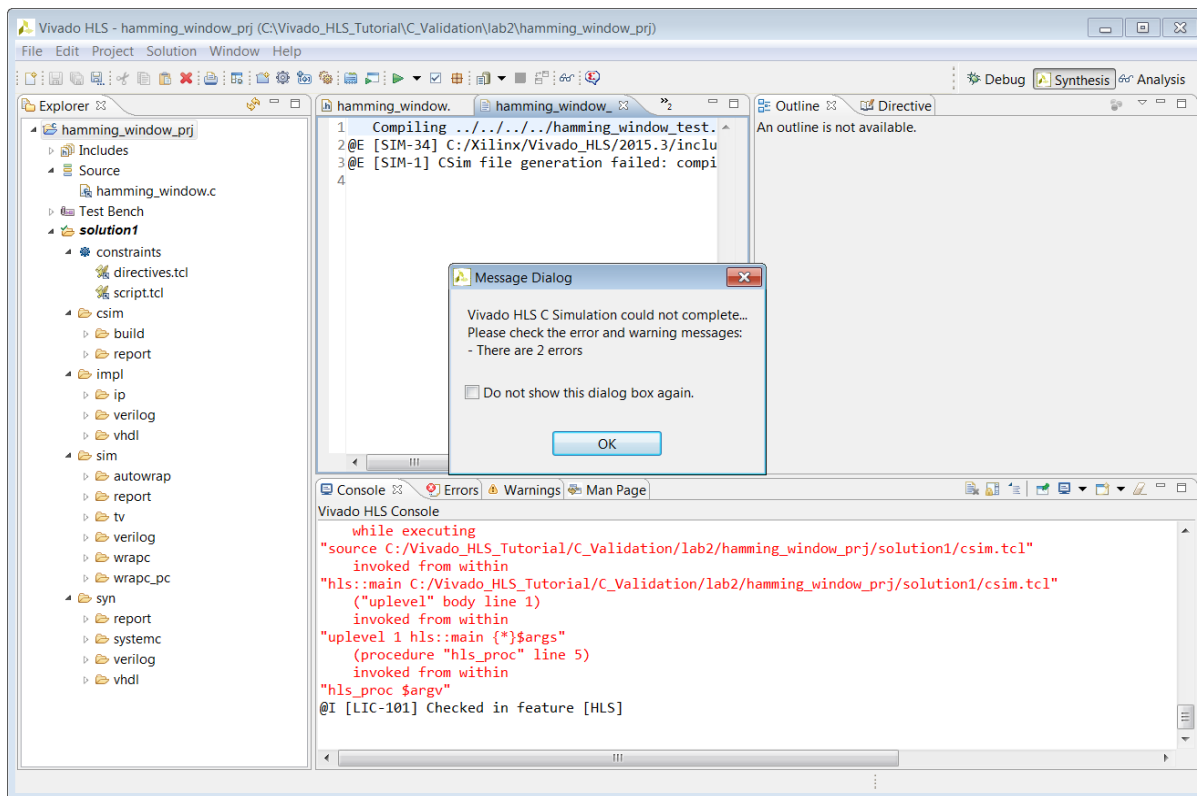 Vivado HLS - hamming_window_prj (C:\Vivado_HLS_Tutorial\C_Validation\lab2\hamming_window_prj)
File Edit Project Solution Window Help
Debug Synthesis Analysis
Explorer
hamming_window_prj
Includes
Source
hamming_window.c
Test Bench
solution1
constraints
directives.tcl
script.tcl
csim
build
report
impl
ip
verilog
vhdl
sim
autowrap
report
tv
verilog
wrapc
wrapc_pc
syn
report
systemc
verilog
vhdl
hamming_window. hamming_window_ »2
1 Compiling ../../../../hamming_window_test.
2 @E [SIM-34] C:/Xilinx/Vivado_HLS/2015.3/inclu
3 @E [SIM-1] CSim file generation failed: compi
4
Outline Directive
An outline is not available.
Message Dialog
Vivado HLS C Simulation could not complete...
Please check the error and warning messages:
- There are 2 errors
Do not show this dialog box again.
OK
Console Errors Warnings Man Page
Vivado HLS Console
while executing
"source C:/Vivado_HLS_Tutorial/C_Validation/lab2/hamming_window_prj/solution1/csim.tcl"
invoked from within
"hls::main C:/Vivado_HLS_Tutorial/C_Validation/lab2/hamming_window_prj/solution1/csim.tcl"
("uplevel" body line 1)
invoked from within
"uplevel 1 hls::main {*}$args"
(procedure "hls_proc" line 5)
invoked from within
"hls_proc $argv"
@I [LIC-101] Checked in feature [HLS]